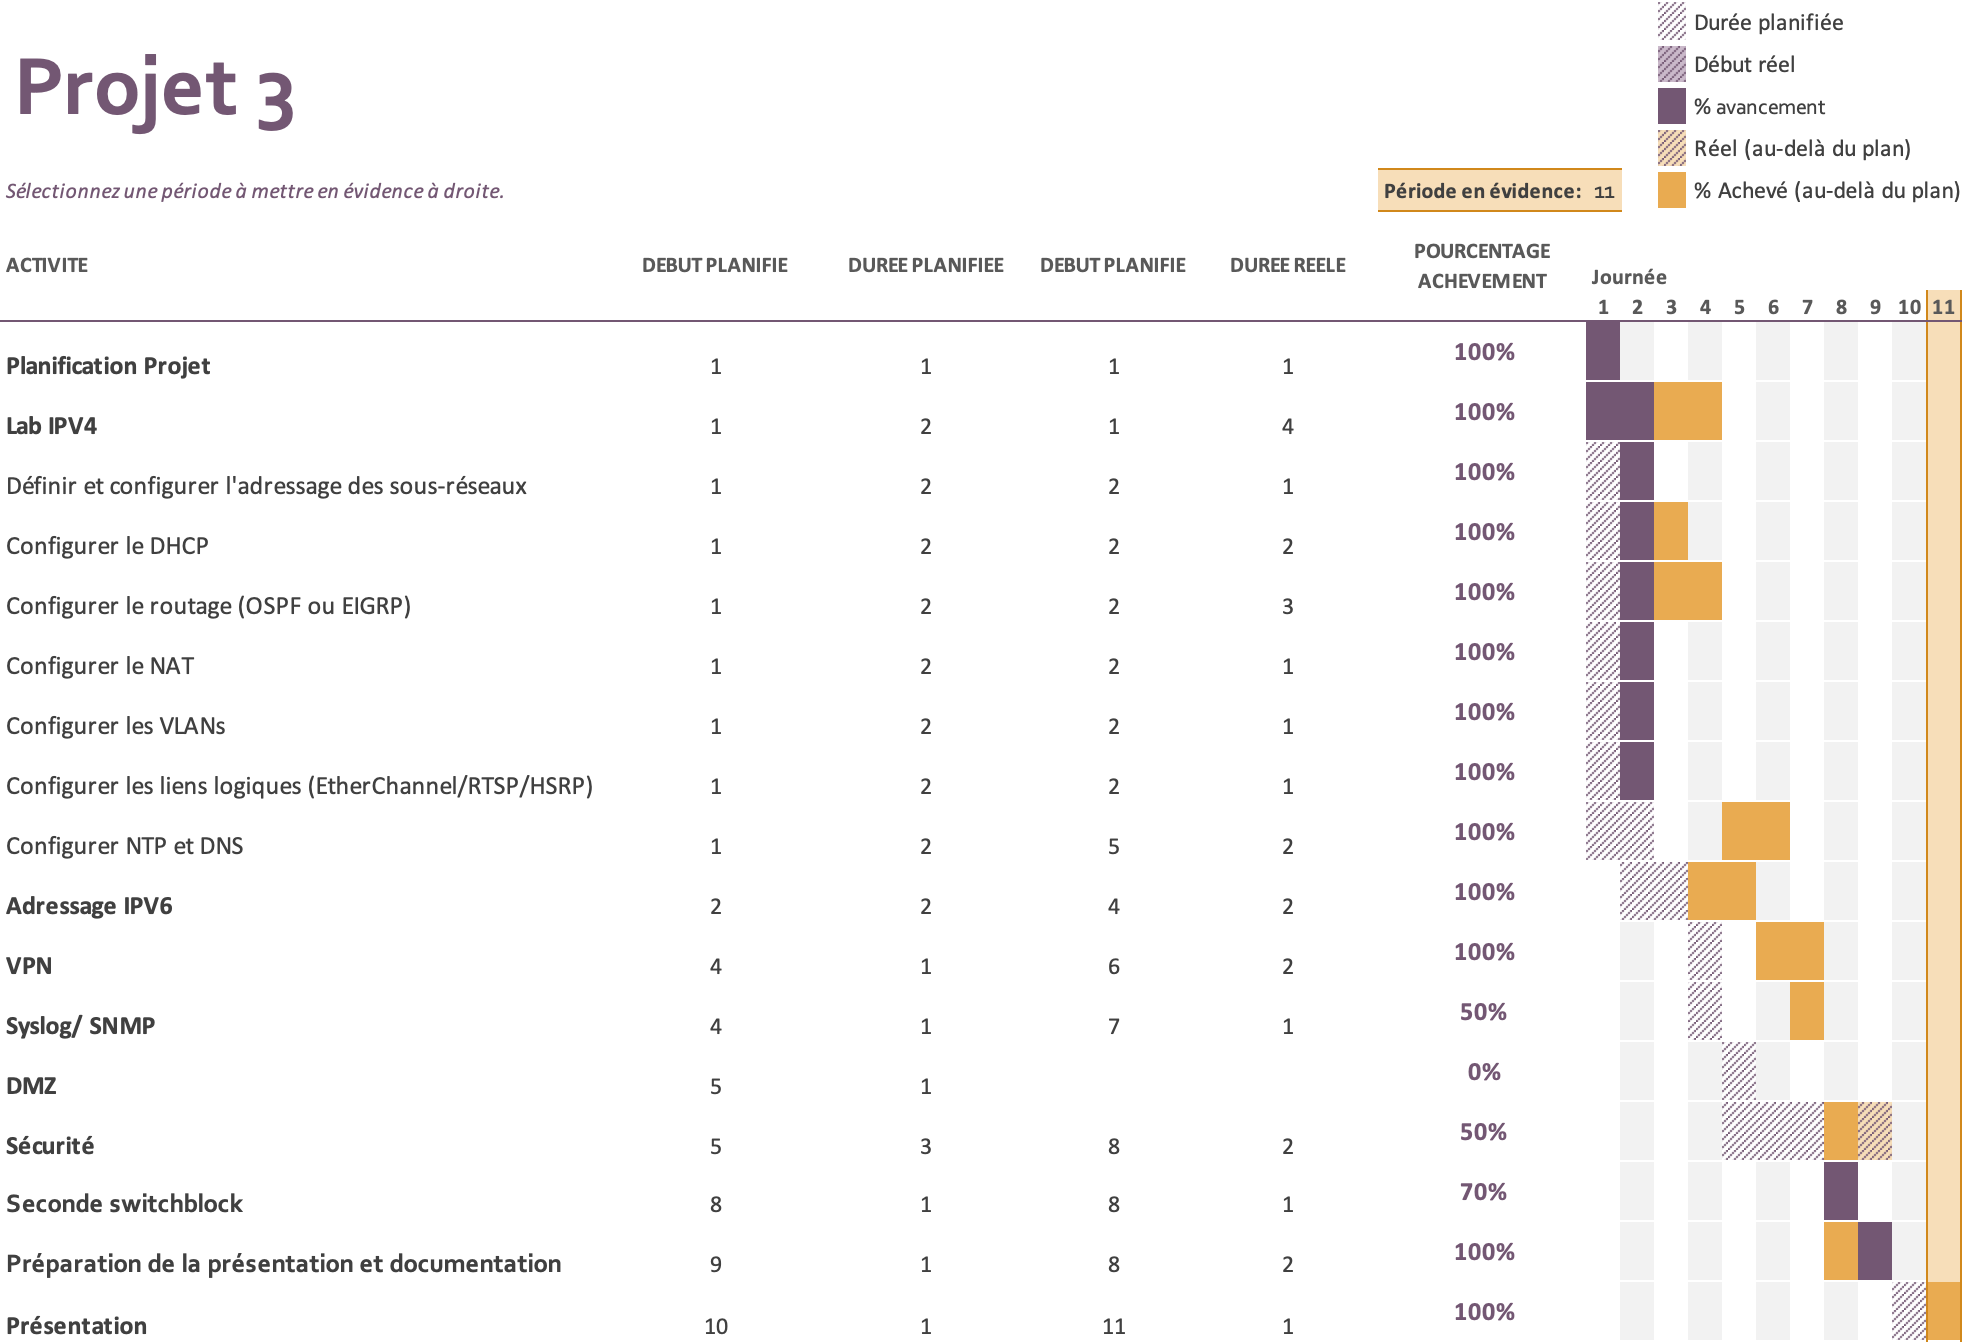 Durée planifiée
Début réel
% avancement
Réel (au-delà du plan)
% Achevé (au-delà du plan)
Projet 3
Sélectionnez une période à mettre en évidence à droite.
Période en évidence: 11
ACTIVITE DEBUT PLANIFIE DUREE PLANIFIEE DEBUT PLANIFIE DUREE REELE POURCENTAGE ACHEVEMENT Journée
1 2 3 4 5 6 7 8 9 10 11
Planification Projet 1 1 1 1 100%
Lab IPV4 1 2 1 4 100%
Définir et configurer l'adressage des sous-réseaux 1 2 2 1 100%
Configurer le DHCP 1 2 2 2 100%
Configurer le routage (OSPF ou EIGRP) 1 2 2 3 100%
Configurer le NAT 1 2 2 1 100%
Configurer les VLANs 1 2 2 1 100%
Configurer les liens logiques (EtherChannel/RTSP/HSRP) 1 2 2 1 100%
Configurer NTP et DNS 1 2 5 2 100%
Adressage IPV6 2 2 4 2 100%
VPN 4 1 6 2 100%
Syslog/ SNMP 4 1 7 1 50%
DMZ 5 1 0%
Sécurité 5 3 8 2 50%
Seconde switchblock 8 1 8 1 70%
Préparation de la présentation et documentation 9 1 8 2 100%
Présentation 10 1 11 1 100%